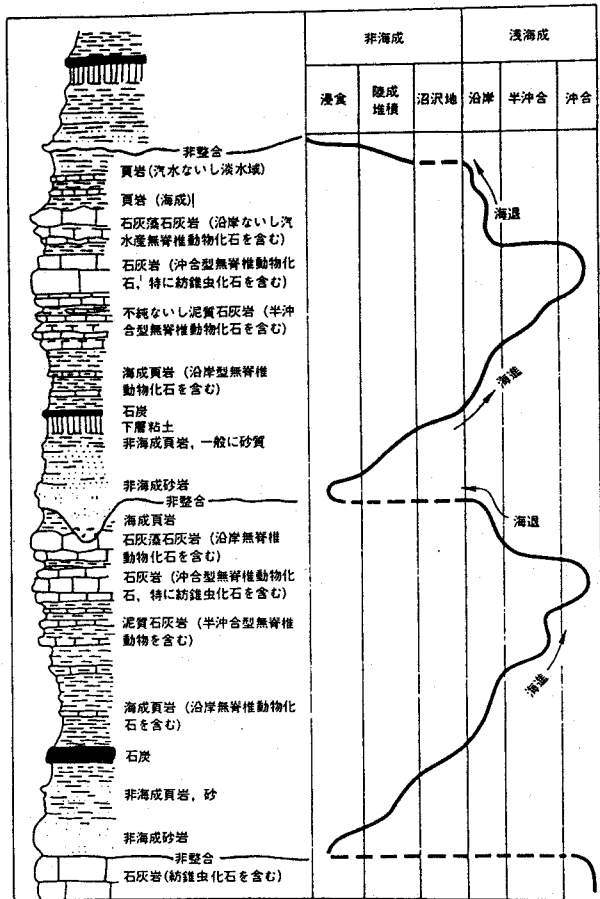 非海成
浅海成
浸食
陸成
堆積
沼沢地
沿岸
半沖合
沖合
非整合
頁岩(汽水ないし淡水域)
頁岩(海成)
石灰藻石灰岩(沿岸ないし汽
水産無脊椎動物化石を含む)
石灰岩(沖合型無脊椎動物化
石,特に紡錐虫化石を含む)
不純ないし泥質石灰岩(半沖
合型無脊椎動物化石を含む)
海成頁岩(沿岸型無脊椎
動物化石を含む)
石炭
下層粘土
非海成頁岩,一般に砂質
非海成砂岩
非整合
海成頁岩
石灰藻石灰岩(沿岸無脊椎
動物化石を含む)
石灰岩(沖合型無脊椎動物化
石,特に紡錐虫化石を含む)
泥質石灰岩(半沖合型無脊椎
動物を含む)
海成頁岩(沿岸無脊椎動物化
石を含む)
石炭
非海成頁岩,砂
非海成砂岩
非整合
石灰岩(紡錐虫化石を含む)
海退
海進
海退
海進